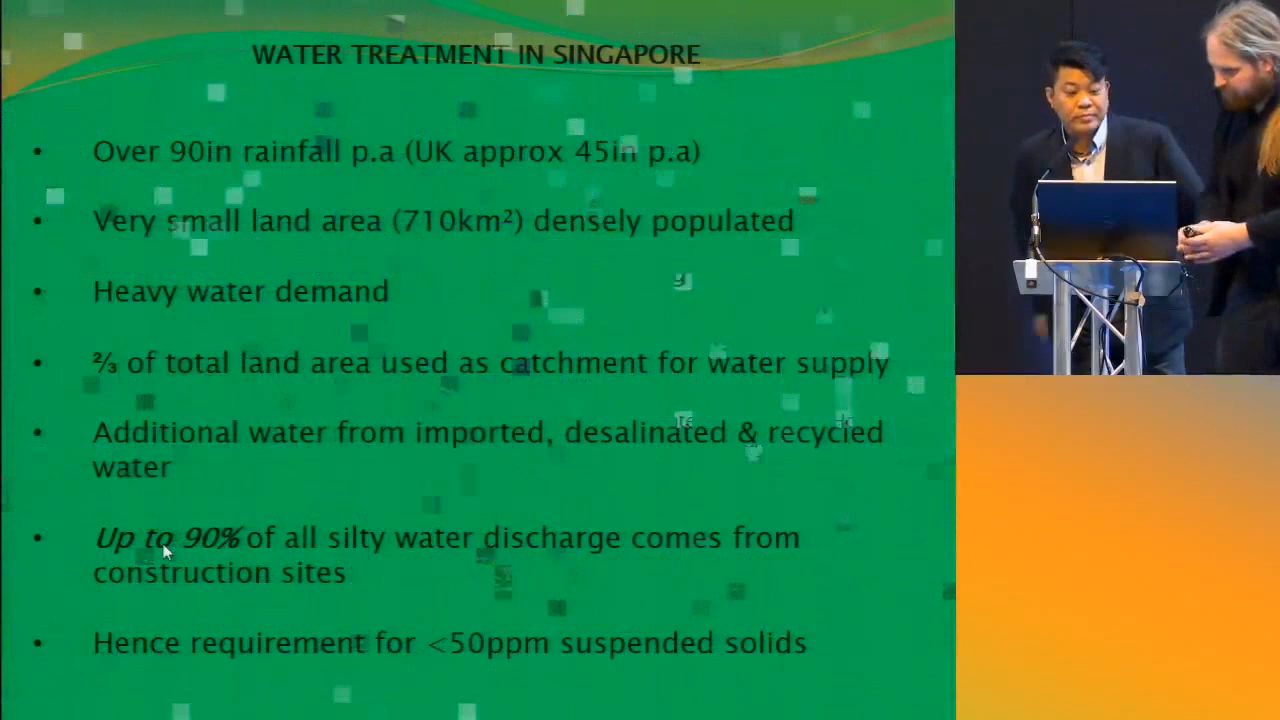 WATER TREATMENT IN SINGAPORE
• Over 90in rainfall p.a (UK approx 45in p.a)
• Very small land area (710km²) densely populated
• Heavy water demand
• ⅔ of total land area used as catchment for water supply
• Additional water from imported, desalinated & recycled
water
• Up to 90% of all silty water discharge comes from
construction sites
• Hence requirement for <50ppm suspended solids